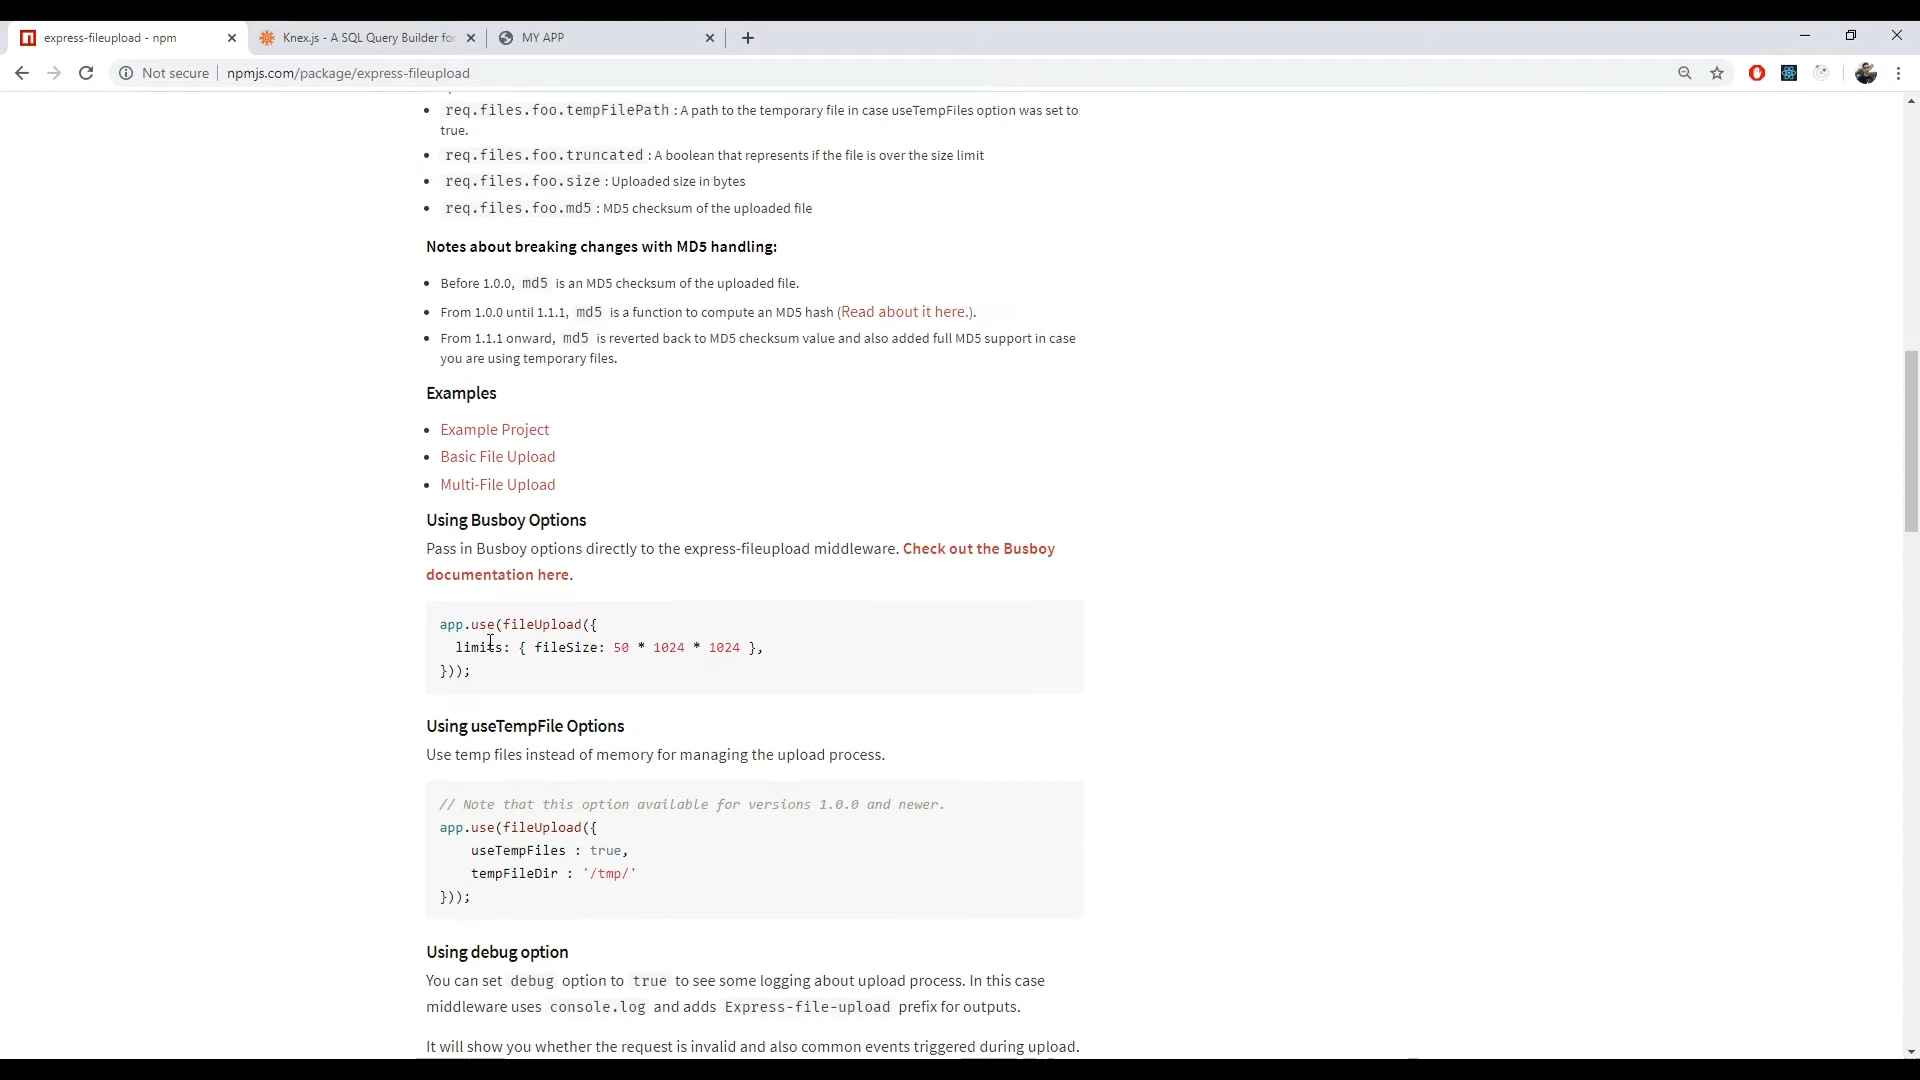 express-fileupload - npm
Knex.js - A SQL Query Builder for
MY APP
Not secure
npmjs.com/package/express-fileupload
req.files.foo.tempFilePath : A path to the temporary file in case useTempFiles option was set to
true.
req.files.foo.truncated : A boolean that represents if the file is over the size limit
req.files.foo.size : Uploaded size in bytes
req.files.foo.md5 : MD5 checksum of the uploaded file
Notes about breaking changes with MD5 handling:
Before 1.0.0, md5 is an MD5 checksum of the uploaded file.
From 1.0.0 until 1.1.1, md5 is a function to compute an MD5 hash (Read about it here.).
From 1.1.1 onward, md5 is reverted back to MD5 checksum value and also added full MD5 support in case
you are using temporary files.
Examples
Example Project
Basic File Upload
Multi-File Upload
Using Busboy Options
Pass in Busboy options directly to the express-fileupload middleware. Check out the Busboy
documentation here.
app.use(fileUpload({
limits: { fileSize: 50 * 1024 * 1024 },
}));
Using useTempFile Options
Use temp files instead of memory for managing the upload process.
// Note that this option available for versions 1.0.0 and newer.
app.use(fileUpload({
useTempFiles : true,
tempFileDir : '/tmp/'
}));
Using debug option
You can set debug option to true to see some logging about upload process. In this case
middleware uses console.log and adds Express-file-upload prefix for outputs.
It will show you whether the request is invalid and also common events triggered during upload.